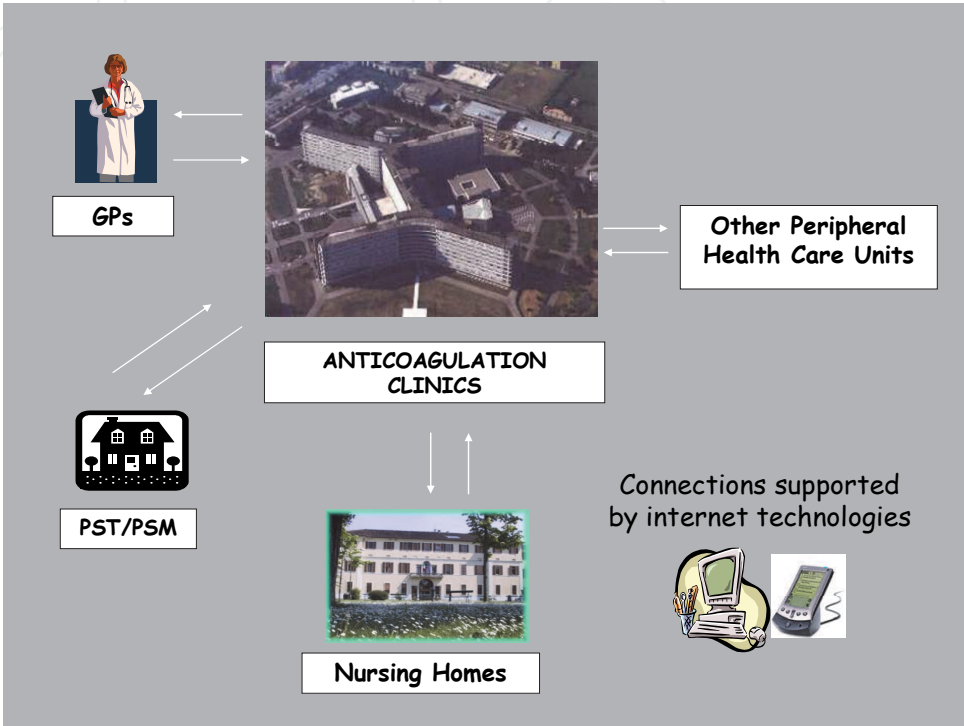 GPs
Other Peripheral
Health Care Units
ANTICOAGULATION
CLINICS
PST/PSM
Connections supported
by internet technologies
Nursing Homes